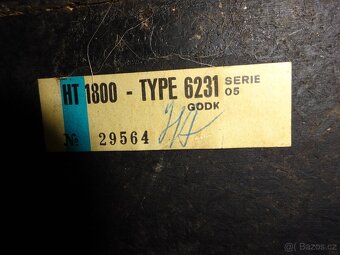 HT 1800 - TYPE 6231 SERIE 05
GODK
№ 29564
Bazos.cz